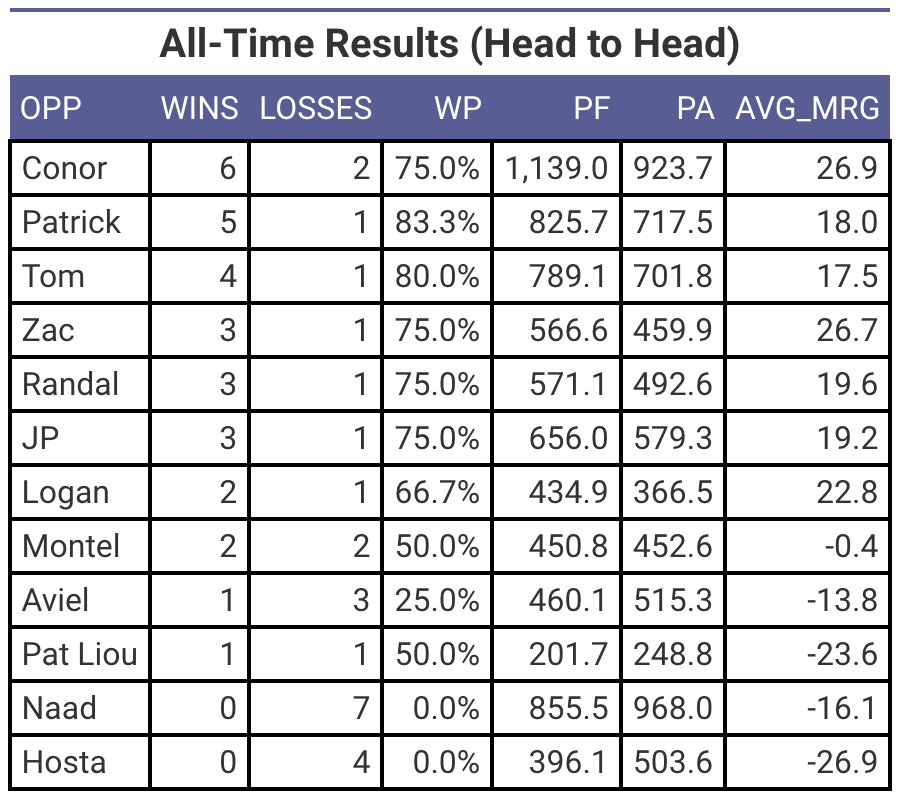 All-Time Results (Head to Head)
OPP WINS LOSSES WP PF PA AVG_MRG
Conor 6 2 75.0% 1,139.0 923.7 26.9
Patrick 5 1 83.3% 825.7 717.5 18.0
Tom 4 1 80.0% 789.1 701.8 17.5
Zac 3 1 75.0% 566.6 459.9 26.7
Randal 3 1 75.0% 571.1 492.6 19.6
JP 3 1 75.0% 656.0 579.3 19.2
Logan 2 1 66.7% 434.9 366.5 22.8
Montel 2 2 50.0% 450.8 452.6 -0.4
Aviel 1 3 25.0% 460.1 515.3 -13.8
Pat Liou 1 1 50.0% 201.7 248.8 -23.6
Naad 0 7 0.0% 855.5 968.0 -16.1
Hosta 0 4 0.0% 396.1 503.6 -26.9